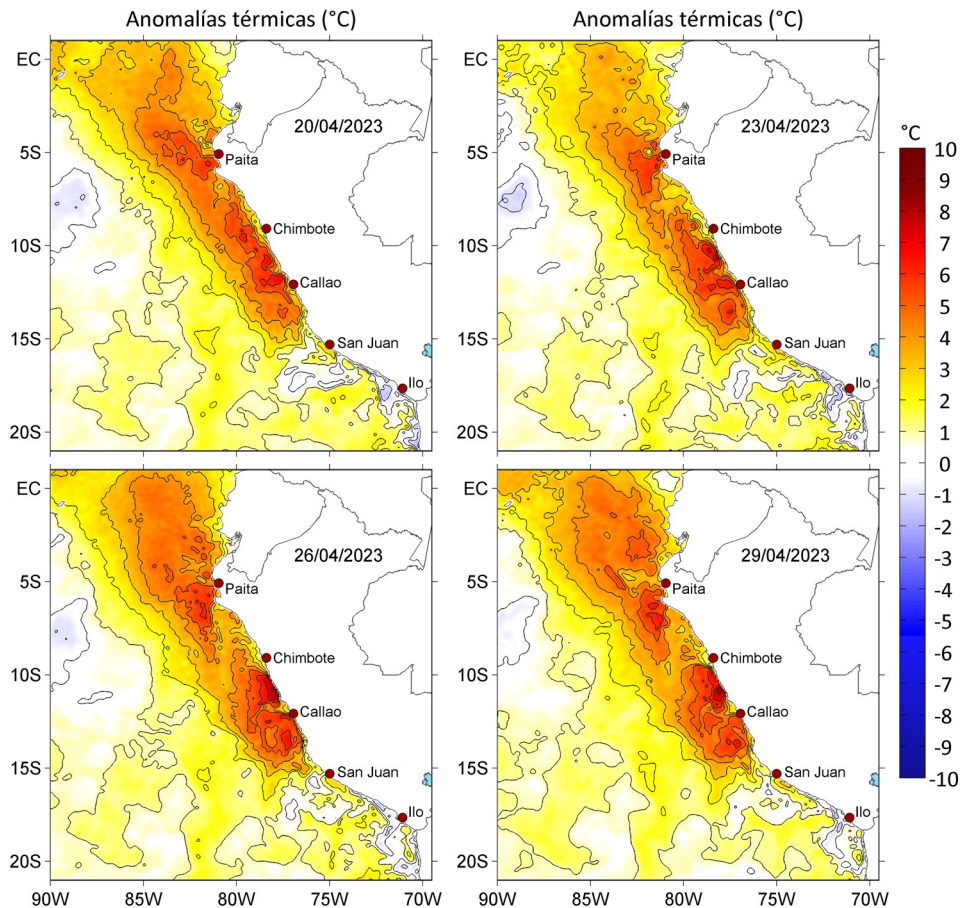 Anomalías térmicas (°C)
Anomalías térmicas (°C)
EC
5S
10S
15S
20S
20/04/2023
Paita
Chimbote
Callao
San Juan
Ilo
EC
5S
10S
15S
20S
23/04/2023
Paita
Chimbote
Callao
San Juan
Ilo
EC
5S
10S
15S
20S
26/04/2023
Paita
Chimbote
Callao
San Juan
Ilo
90W 85W 80W 75W 70W
EC
5S
10S
15S
20S
29/04/2023
Paita
Chimbote
Callao
San Juan
Ilo
90W 85W 80W 75W 70W
°C
10
9
8
7
6
5
4
3
2
1
0
-1
-2
-3
-4
-5
-6
-7
-8
-9
-10